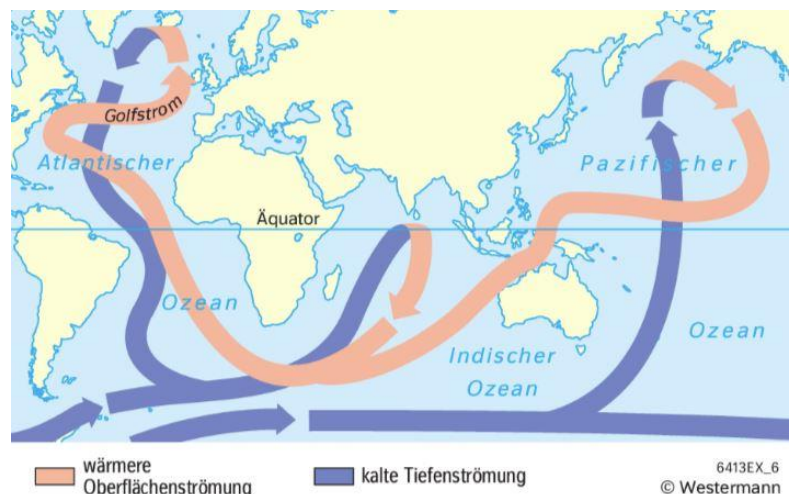 Golfstrom
Atlantischer
Pazifischer
Äquator
Ozean
Indischer
Ozean
Ozean
wärmere
Oberflächenströmung
kalte Tiefenströmung
6413EX_6
© Westermann